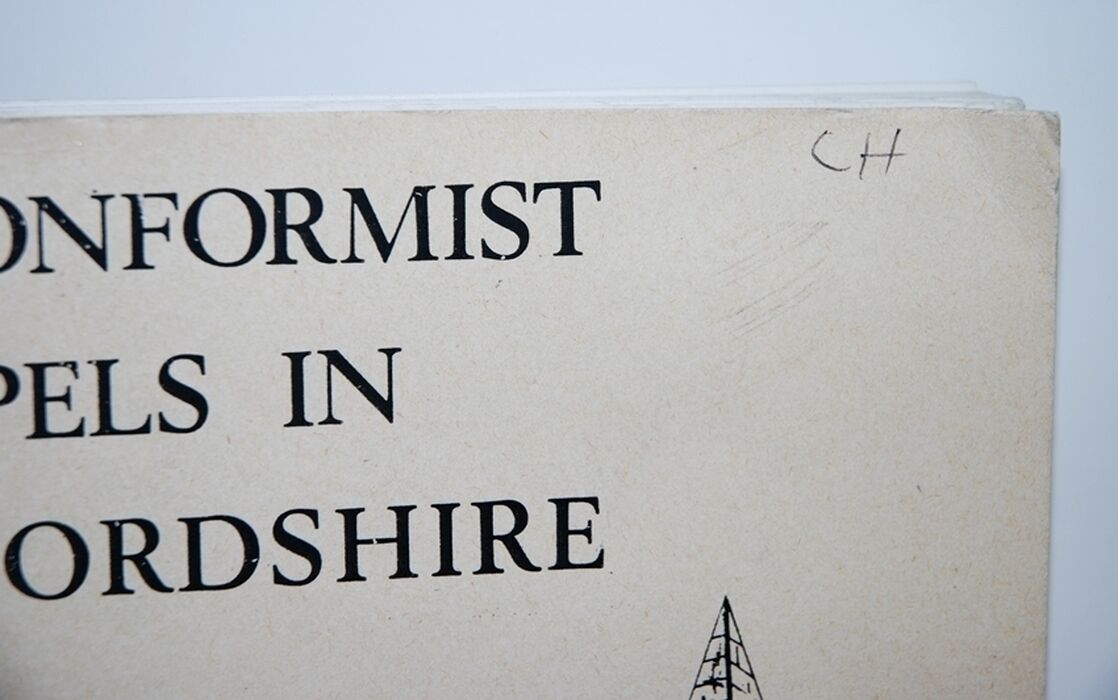 CH
ONFORMIST
PELS IN
ORDSHIRE